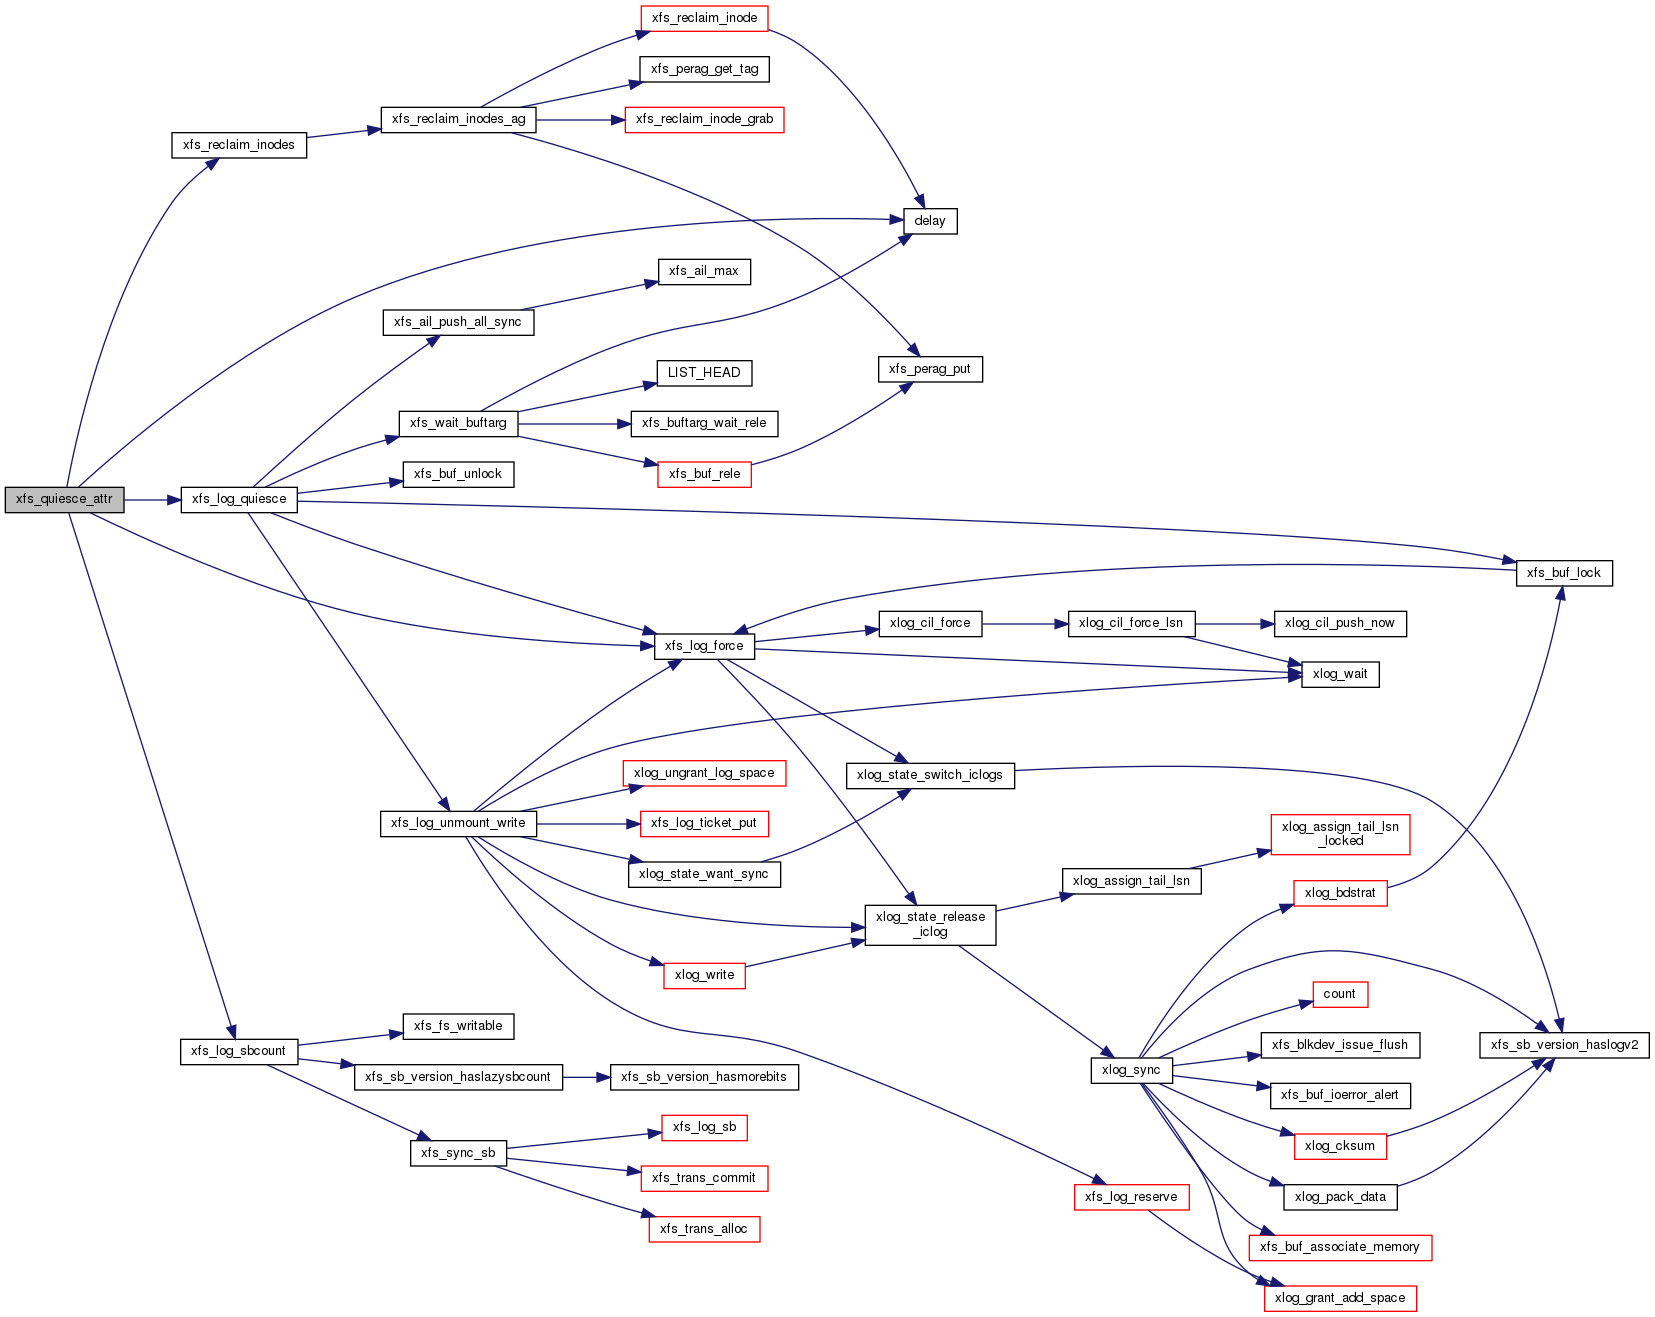 xfs_reclaim_inode
xfs_perag_get_tag
xfs_reclaim_inodes_ag
xfs_reclaim_inode_grab
xfs_reclaim_inodes
delay
xfs_ail_max
xfs_ail_push_all_sync
xfs_perag_put
LIST_HEAD
xfs_wait_buftarg
xfs_buftarg_wait_rele
xfs_buf_unlock
xfs_buf_rele
xfs_quiesce_attr
xfs_log_quiesce
xfs_buf_lock
xlog_cil_force
xlog_cil_force_lsn
xlog_cil_push_now
xfs_log_force
xlog_wait
xlog_ungrant_log_space
xlog_state_switch_iclogs
xfs_log_unmount_write
xfs_log_ticket_put
xlog_assign_tail_lsn
_locked
xlog_state_want_sync
xlog_assign_tail_lsn
xlog_bdstrat
xlog_state_release
_iclog
xlog_write
count
xfs_fs_writable
xfs_log_sbcount
xfs_blkdev_issue_flush
xfs_sb_version_haslogv2
xfs_sb_version_haslazysbcount
xfs_sb_version_hasmorebits
xlog_sync
xfs_buf_ioerror_alert
xfs_log_sb
xfs_sync_sb
xlog_cksum
xfs_trans_commit
xfs_log_reserve
xlog_pack_data
xfs_trans_alloc
xfs_buf_associate_memory
xlog_grant_add_space